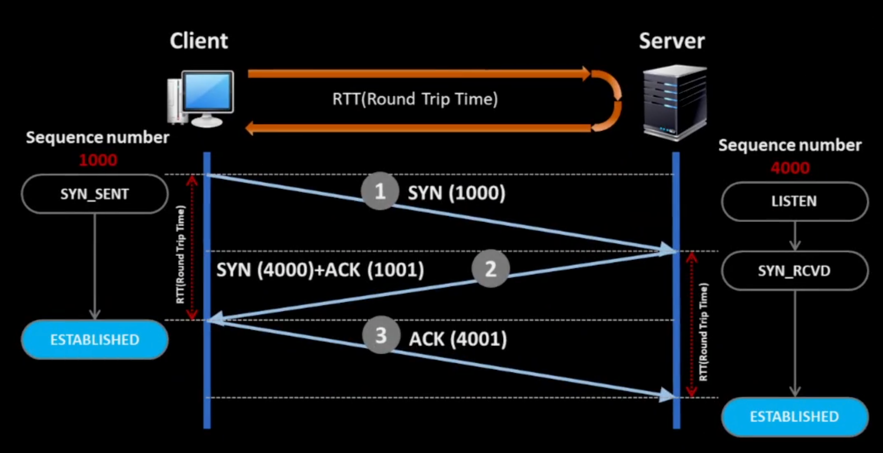 Client
Server
RTT(Round Trip Time)
Sequence number
1000
Sequence number
4000
SYN_SENT
1
SYN (1000)
LISTEN
RTT(Round Trip Time)
SYN (4000)+ACK (1001)
2
SYN_RCVD
ESTABLISHED
3
ACK (4001)
RTT(Round Trip Time)
ESTABLISHED